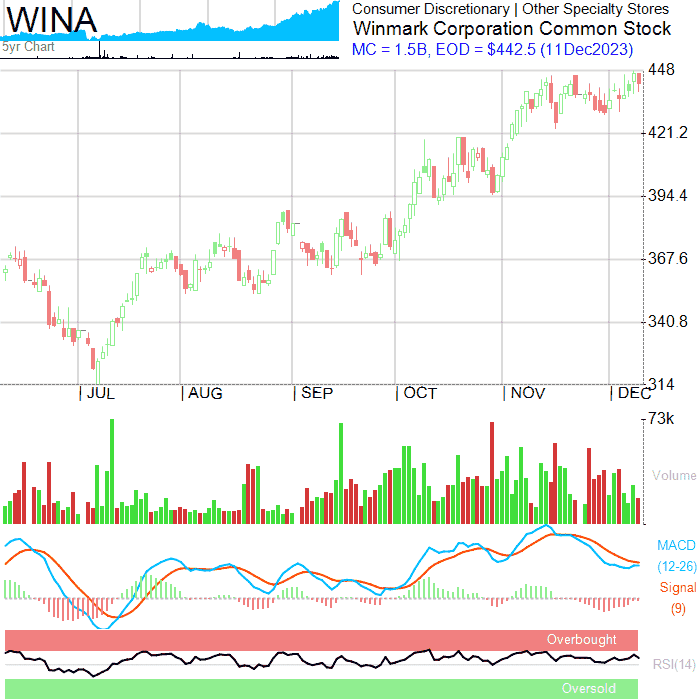 WINA
5yr Chart
Consumer Discretionary | Other Specialty Stores
Winmark Corporation Common Stock
MC = 1.5B, EOD = $442.5 (11Dec2023)
448
421.2
394.4
367.6
340.8
314
| JUL | AUG | SEP | OCT | NOV | DEC
73k
Volume
MACD
(12-26)
Signal
(9)
Overbought
RSI(14)
Oversold